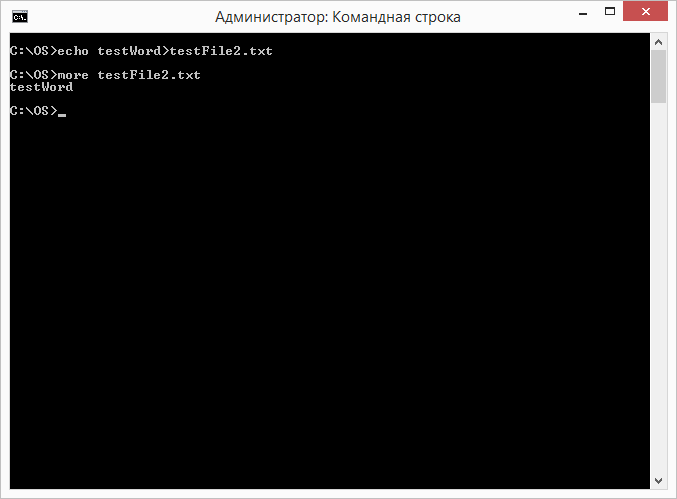 Администратор: Командная строка
C:\OS>echo testWord>testFile2.txt
C:\OS>more testFile2.txt
testWord
C:\OS>_